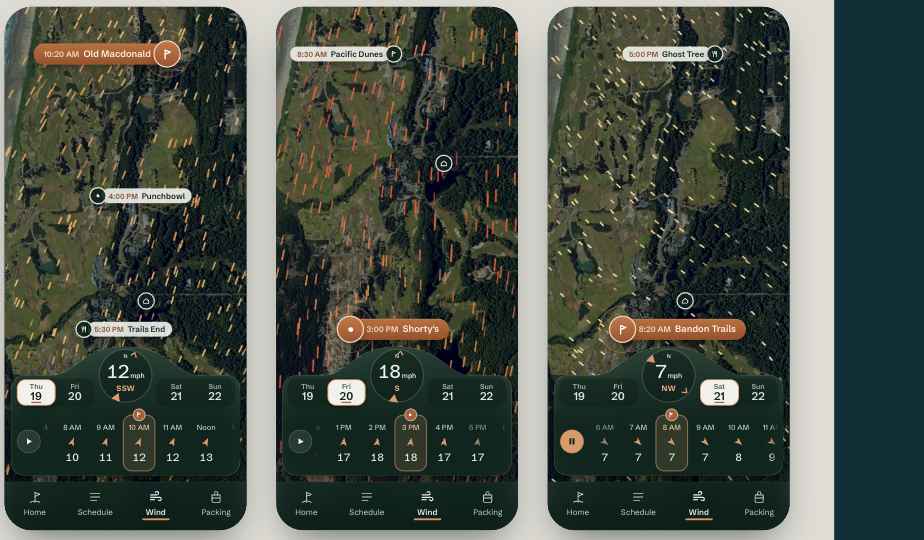 10:20 AM Old Macdonald
4:00 PM Punchbowl
5:30 PM Trails End
N
12 mph
SSW
Thu 19
Fri 20
Sat 21
Sun 22
8 AM 9 AM 10 AM 11 AM Noon
10 11 12 12 13
Home Schedule Wind Packing
8:30 AM Pacific Dunes
3:00 PM Shorty's
N
18 mph
S
Thu 19
Fri 20
Sat 21
Sun 22
1 PM 2 PM 3 PM 4 PM 5 PM
17 17 18 17 17
Home Schedule Wind Packing
5:00 PM Ghost Tree
8:20 AM Bandon Trails
N
7 mph
NW
Thu 19
Fri 20
Sat 21
Sun 22
6 AM 7 AM 8 AM 9 AM 10 AM 11
7 7 7 7 8 9
Home Schedule Wind Packing